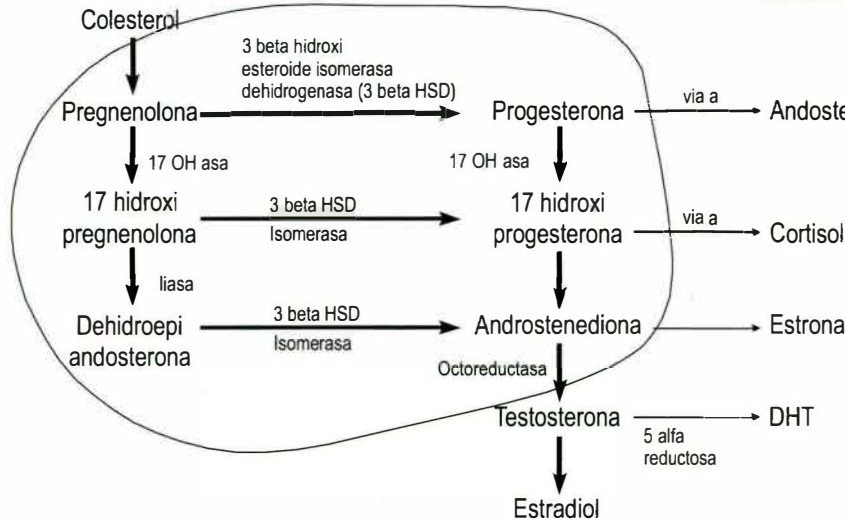 Colesterol
3 beta hidroxi
esteroide isomerasa
dehidrogenasa (3 beta HSD)
Pregnenolona
Progesterona
via a
Andoste
17 OH asa
17 OH asa
17 hidroxi
pregnenolona
3 beta HSD
Isomerasa
17 hidroxi
progesterona
via a
Cortisol
liasa
Dehidroepi
andosterona
3 beta HSD
Isomerasa
Androstenediona
Estrona
Octoreductasa
Testosterona
5 alfa
reductosa
DHT
Estradiol